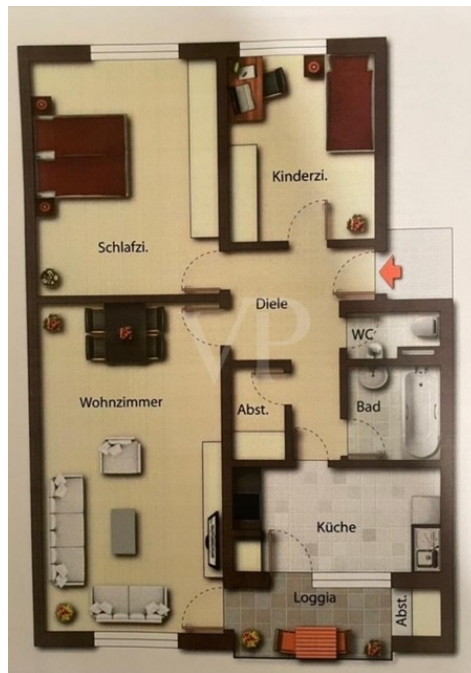 Kinderzi.
Schlafzi.
Diele
VP
WC
Wohnzimmer
Abst.
Bad
Küche
Loggia
Abst.